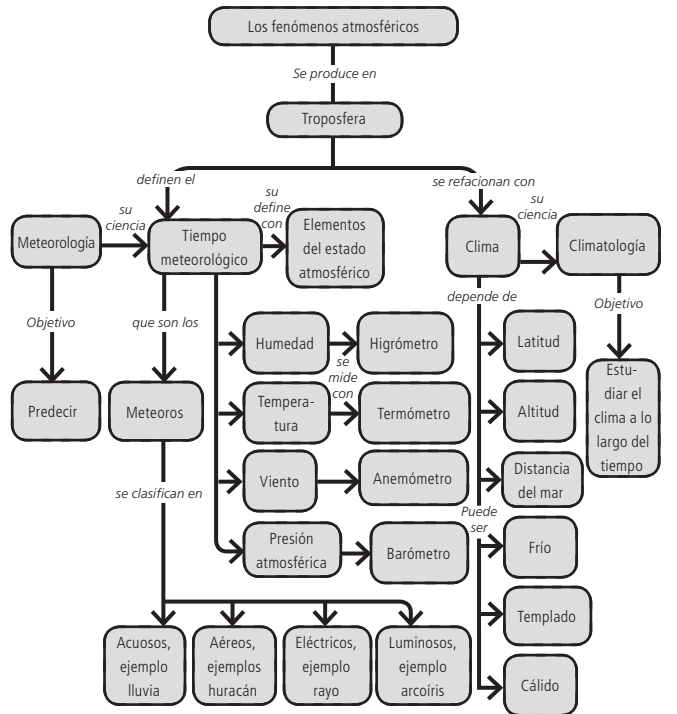 Los fenómenos atmosféricos
Se produce en
Troposfera
definen el
se relacionan con
Meteorología
su
ciencia
Tiempo
meteorológico
su
define
con
Elementos
del estado
atmosférico
Clima
su
ciencia
Climatología
Objetivo
que son los
depende de
Objetivo
Predecir
Meteoros
Humedad
Higrómetro
se
mide
con
Tempera-
tura
Termómetro
Viento
Anemómetro
Presión
atmosférica
Barómetro
Latitud
Altitud
Distancia
del mar
Estu-
diar el
clima a lo
largo del
tiempo
Puede
ser
Frío
Templado
Cálido
se clasifican en
Acuosos,
ejemplo
lluvia
Aéreos,
ejemplos
huracán
Eléctricos,
ejemplo
rayo
Luminosos,
ejemplo
arcoíris